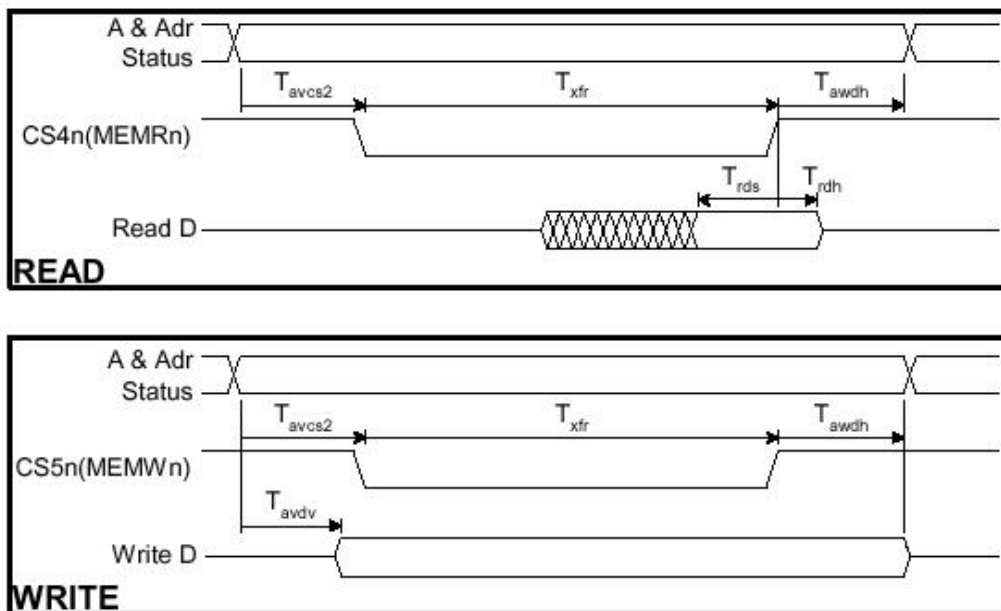 A & Adr
Status
Tavcs2 Txfr Tawdh
CS4n(MEMRn)
Trds Trdh
Read D
READ
A & Adr
Status
Tavcs2 Txfr Tawdh
CS5n(MEMWn)
Tavdv
Write D
WRITE